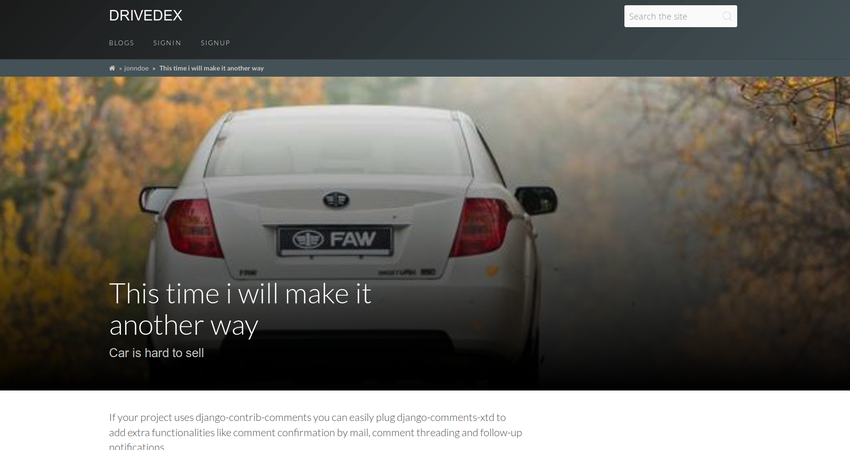 DRIVEDEX
Search the site
BLOGS SIGNIN SIGNUP
» jonndoe » This time i will make it another way
FAW
FAW
This time i will make it
another way
Car is hard to sell
If your project uses django-contrib-comments you can easily plug django-comments-xtd to
add extra functionalities like comment confirmation by mail, comment threading and follow-up
notifications